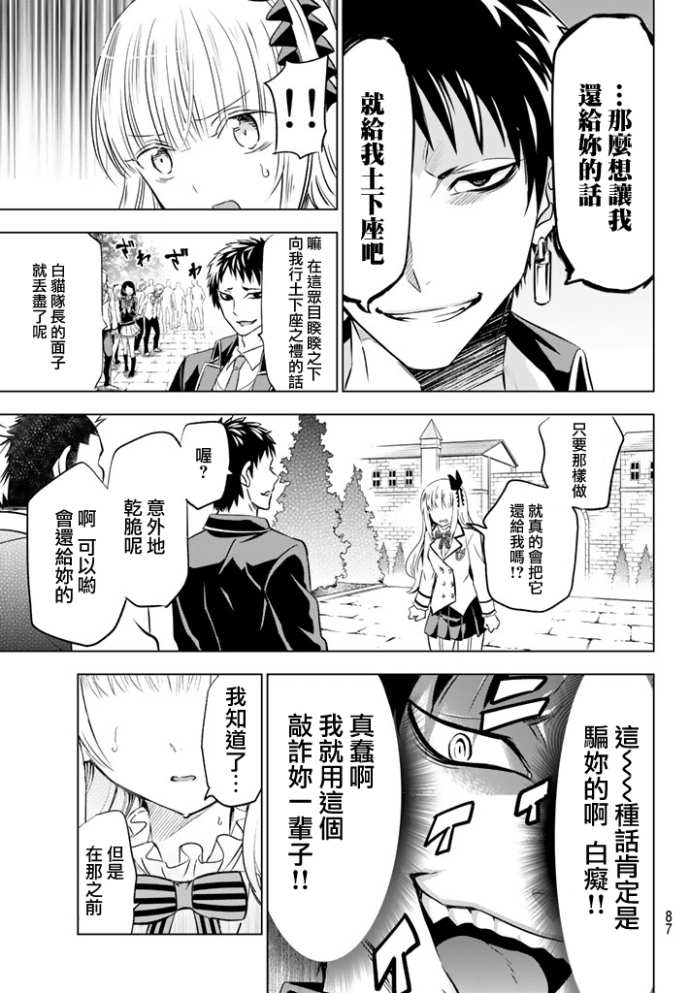 …那麼想讓我
還給妳的話
就給我土下座吧
!!
嘛 在這眾目睽睽之下
向我行土下座之禮的話
ざわ
ざわ
白貓隊長的面子
就丟盡了呢
只要那樣做
就真的會把它
還給我嗎!?
喔?
意外地
乾脆呢
啊 可以喲
會還給妳的
這~~種話肯定是
騙妳的啊 白癡!!
真蠢啊
我就用這個
敲詐妳一輩子!!
我知道了…
但是
在那之前
87